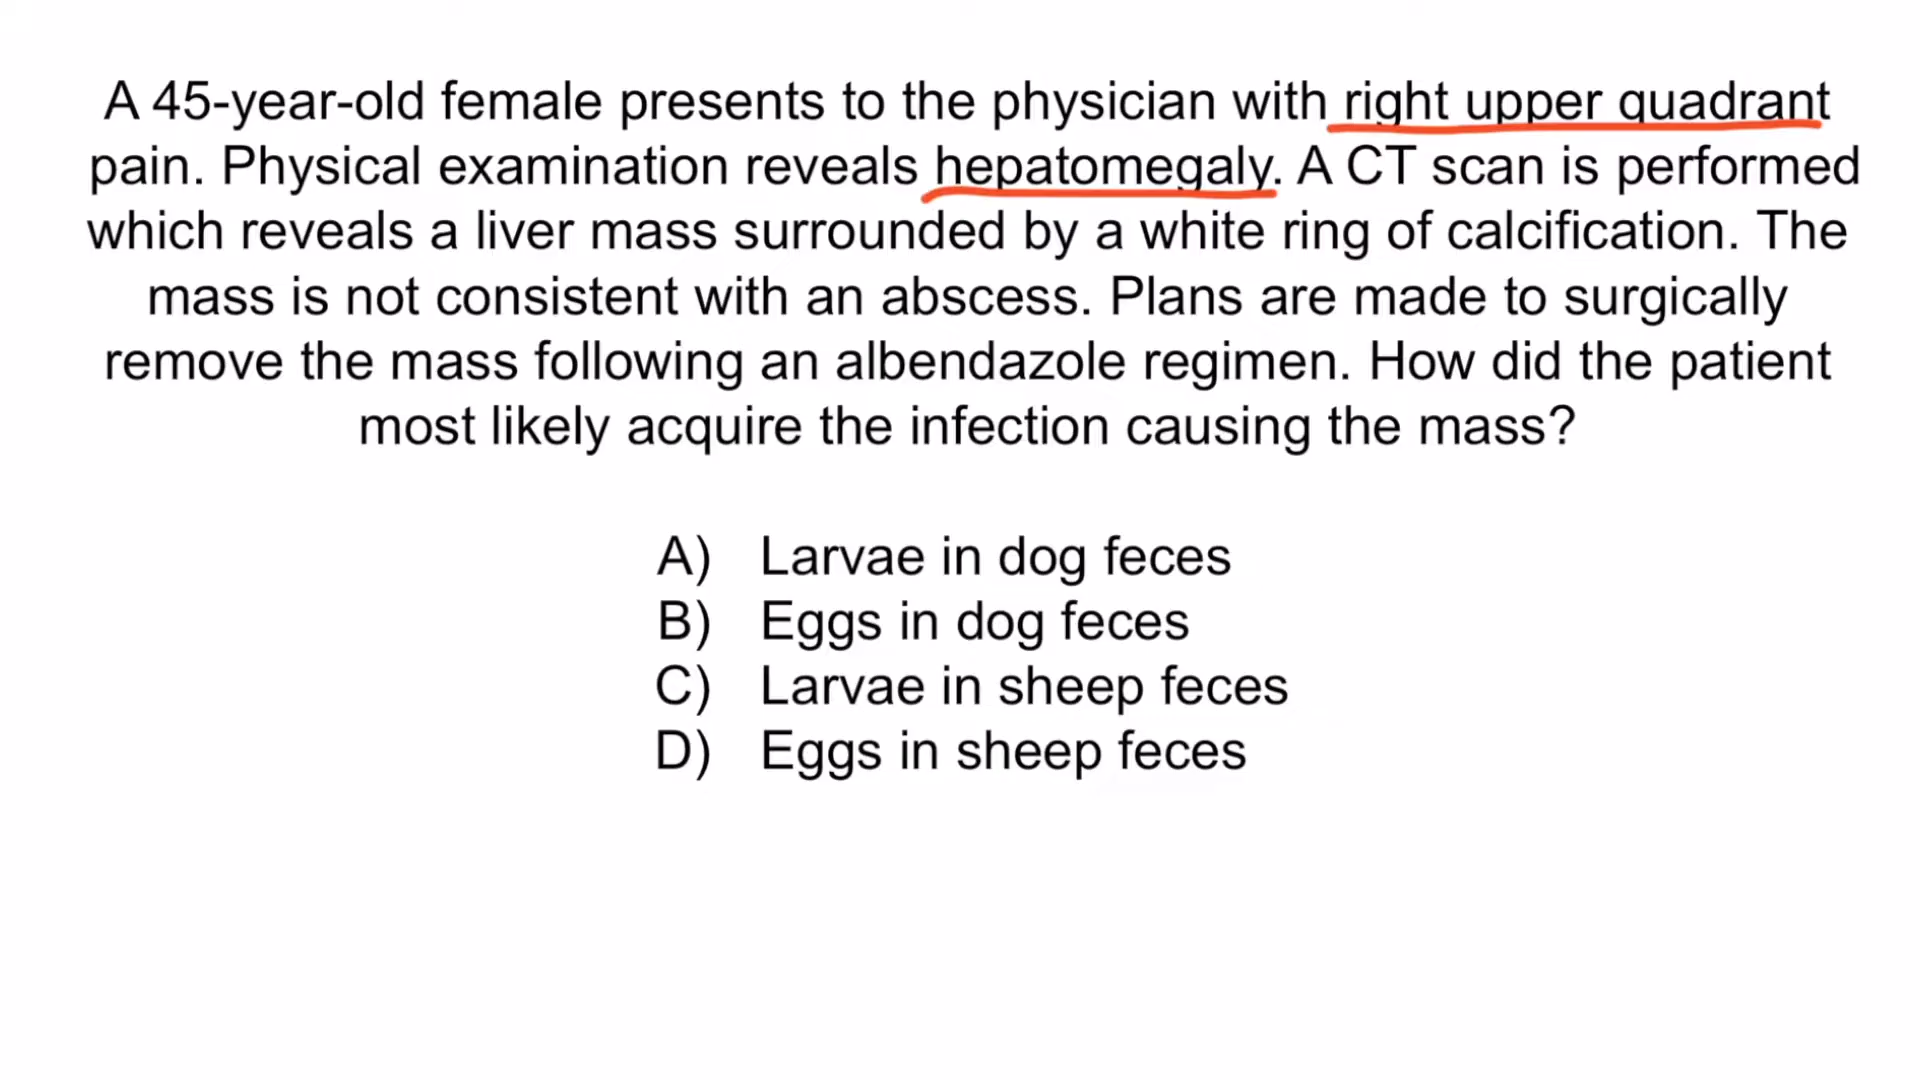 A 45-year-old female presents to the physician with right upper quadrant
pain. Physical examination reveals hepatomegaly. A CT scan is performed
which reveals a liver mass surrounded by a white ring of calcification. The
mass is not consistent with an abscess. Plans are made to surgically
remove the mass following an albendazole regimen. How did the patient
most likely acquire the infection causing the mass?
A) Larvae in dog feces
B) Eggs in dog feces
C) Larvae in sheep feces
D) Eggs in sheep feces